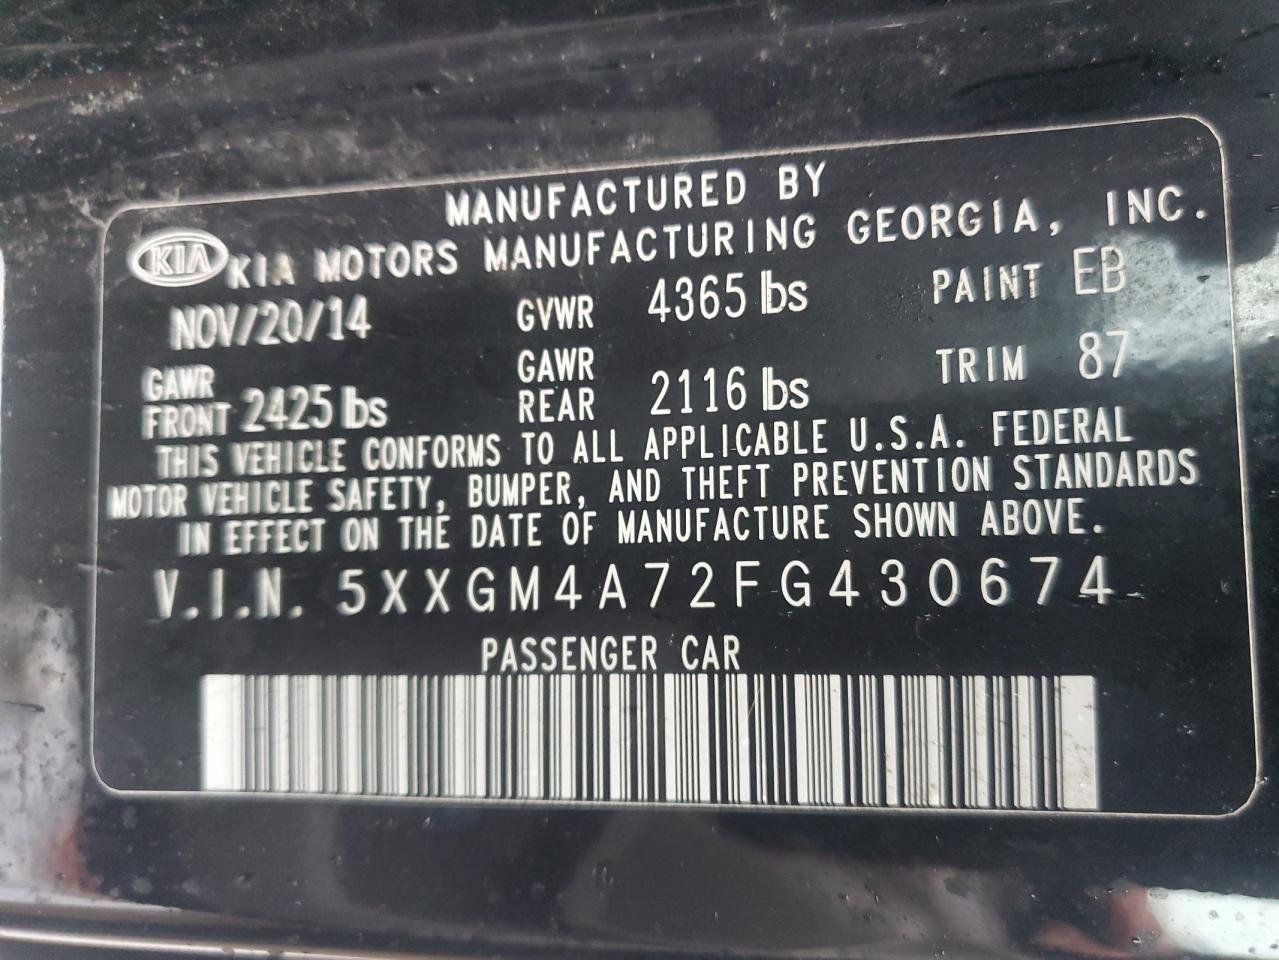 MANUFACTURED BY
KIA KIA MOTORS MANUFACTURING GEORGIA, INC.
NOV/20/14 GVWR 4365 lbs PAINT EB
GAWR FRONT 2425 lbs GAWR REAR 2116 lbs TRIM 87
THIS VEHICLE CONFORMS TO ALL APPLICABLE U.S.A. FEDERAL
MOTOR VEHICLE SAFETY, BUMPER, AND THEFT PREVENTION STANDARDS
IN EFFECT ON THE DATE OF MANUFACTURE SHOWN ABOVE.
V.I.N. 5XXGM4A72FG430674
PASSENGER CAR